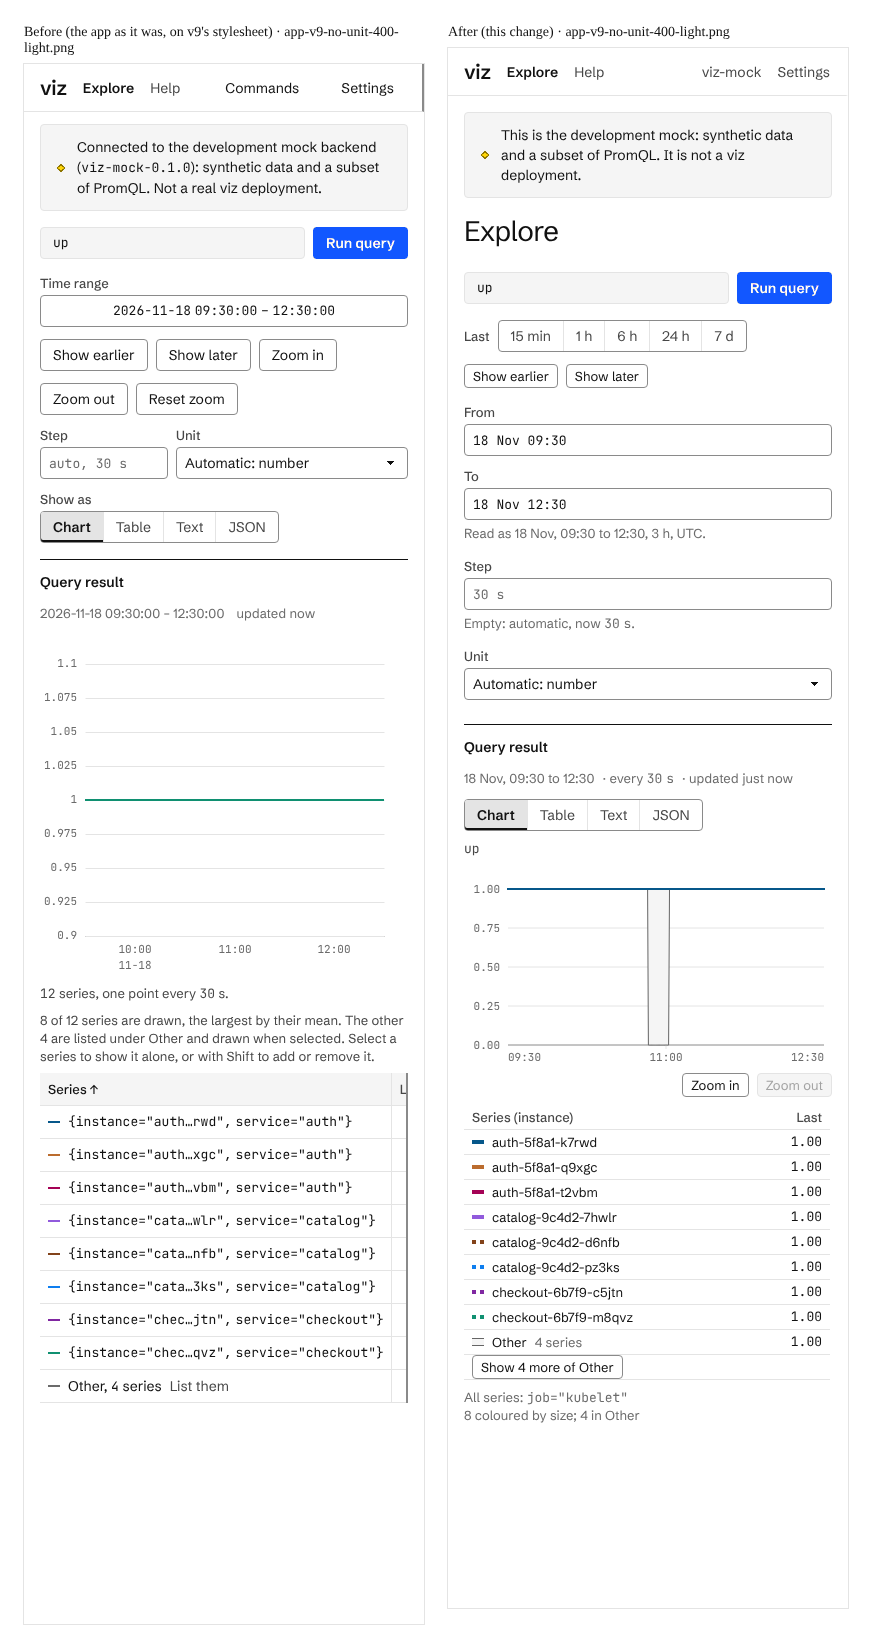 Before (the app as it was, on v9's stylesheet) · app-v9-no-unit-400-
light.png
viz Explore Help Commands Settings
Connected to the development mock backend
(viz-mock-0.1.0): synthetic data and a subset
of PromQL. Not a real viz deployment.
up Run query
Time range
2026-11-18 09:30:00 – 12:30:00
Show earlier Show later Zoom in
Zoom out Reset zoom
Step Unit
auto, 30 s Automatic: number
Show as
Chart Table Text JSON
Query result
2026-11-18 09:30:00 – 12:30:00 updated now
1.1
1.075
1.05
1.025
1
0.975
0.95
0.925
0.9
10:00 11:00 12:00
11-18
12 series, one point every 30 s.
8 of 12 series are drawn, the largest by their mean. The other
4 are listed under Other and drawn when selected. Select a
series to show it alone, or with Shift to add or remove it.
Series ↑ L
{instance="auth…rwd", service="auth"}
{instance="auth…xgc", service="auth"}
{instance="auth…vbm", service="auth"}
{instance="cata…wlr", service="catalog"}
{instance="cata…nfb", service="catalog"}
{instance="cata…3ks", service="catalog"}
{instance="chec…jtn", service="checkout"}
{instance="chec…qvz", service="checkout"}
Other, 4 series List them
After (this change) · app-v9-no-unit-400-light.png
viz Explore Help viz-mock Settings
This is the development mock: synthetic data
and a subset of PromQL. It is not a viz
deployment.
Explore
up Run query
Last 15 min 1 h 6 h 24 h 7 d
Show earlier Show later
From
18 Nov 09:30
To
18 Nov 12:30
Read as 18 Nov, 09:30 to 12:30, 3 h, UTC.
Step
30 s
Empty: automatic, now 30 s.
Unit
Automatic: number
Query result
18 Nov, 09:30 to 12:30 · every 30 s · updated just now
Chart Table Text JSON
up
1.00
0.75
0.50
0.25
0.00
09:30 11:00 12:30
Zoom in Zoom out
Series (instance) Last
auth-5f8a1-k7rwd 1.00
auth-5f8a1-q9xgc 1.00
auth-5f8a1-t2vbm 1.00
catalog-9c4d2-7hwlr 1.00
catalog-9c4d2-d6nfb 1.00
catalog-9c4d2-pz3ks 1.00
checkout-6b7f9-c5jtn 1.00
checkout-6b7f9-m8qvz 1.00
Other 4 series 1.00
Show 4 more of Other
All series: job="kubelet"
8 coloured by size; 4 in Other